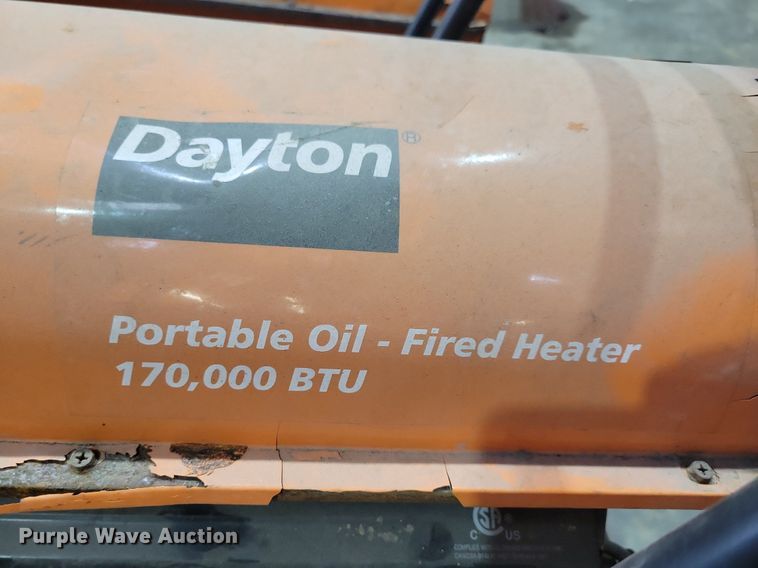 Dayton®
Portable Oil - Fired Heater
170,000 BTU
C US
Purple Wave Auction